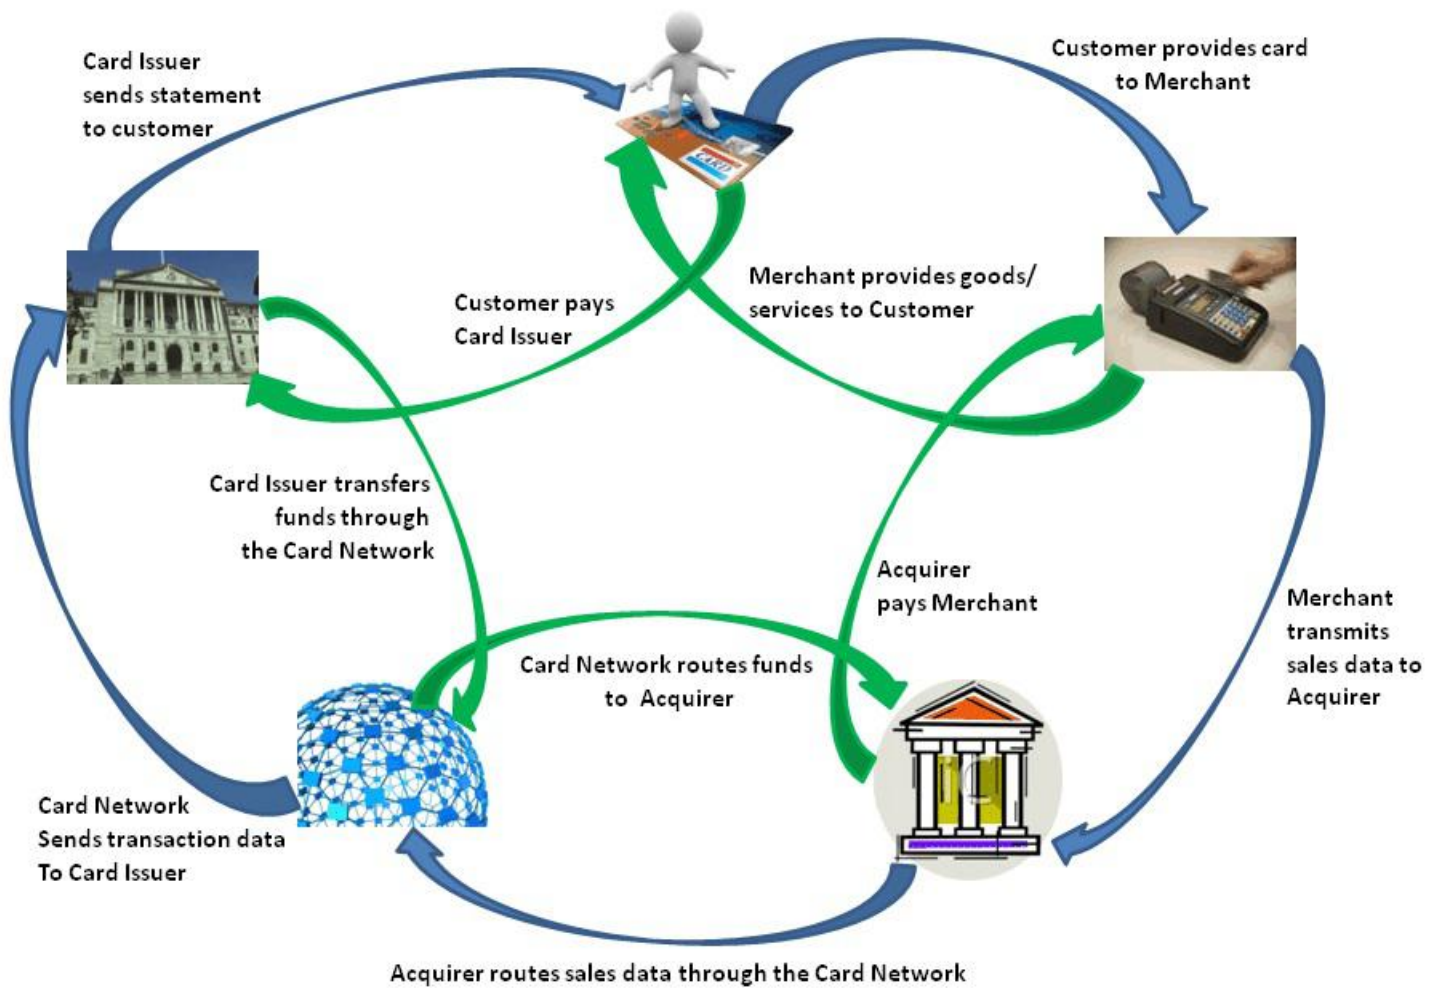 Card Issuer
sends statement
to customer
Customer provides card
to Merchant
CARD
Merchant provides goods/
services to Customer
Customer pays
Card Issuer
Card Issuer transfers
funds through
the Card Network
Acquirer
pays Merchant
Merchant
transmits
sales data to
Acquirer
Card Network routes funds
to Acquirer
iC
Card Network
Sends transaction data
To Card Issuer
Acquirer routes sales data through the Card Network